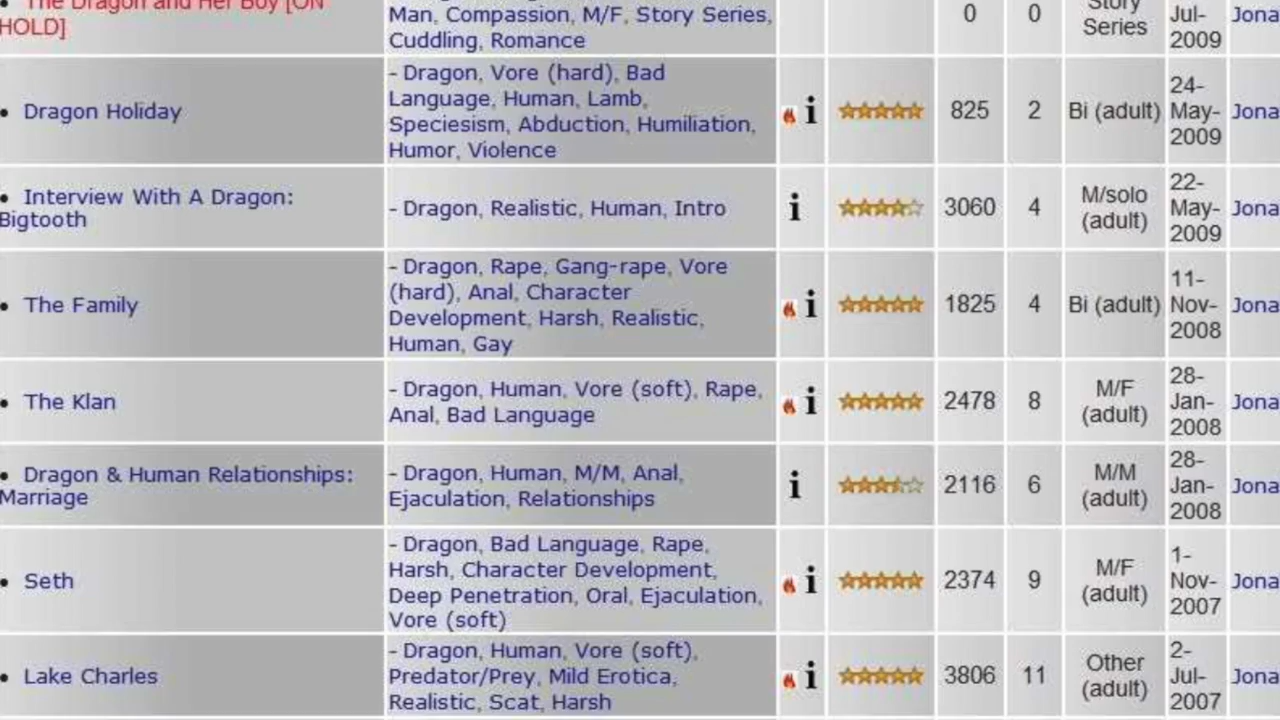 The Dragon and Her Boy [ON
HOLD]
Man, Compassion, M/F, Story Series,
Cuddling, Romance
0
0
Story
Series
Jul-
2009
Jona
Dragon Holiday
- Dragon, Vore (hard), Bad
Language, Human, Lamb,
Speciesism, Abduction, Humiliation,
Humor, Violence
i
825
2
Bi (adult)
24-
May-
2009
Jona
Interview With A Dragon:
Bigtooth
- Dragon, Realistic, Human, Intro
i
3060
4
M/solo
(adult)
22-
May-
2009
Jona
The Family
- Dragon, Rape, Gang-rape, Vore
(hard), Anal, Character
Development, Harsh, Realistic,
Human, Gay
i
1825
4
Bi (adult)
11-
Nov-
2008
Jona
The Klan
- Dragon, Human, Vore (soft), Rape,
Anal, Bad Language
i
2478
8
M/F
(adult)
28-
Jan-
2008
Jona
Dragon & Human Relationships:
Marriage
- Dragon, Human, M/M, Anal,
Ejaculation, Relationships
i
2116
6
M/M
(adult)
28-
Jan-
2008
Jona
Seth
- Dragon, Bad Language, Rape,
Harsh, Character Development,
Deep Penetration, Oral, Ejaculation,
Vore (soft)
i
2374
9
M/F
(adult)
1-
Nov-
2007
Jona
Lake Charles
- Dragon, Human, Vore (soft),
Predator/Prey, Mild Erotica,
Realistic, Scat, Harsh
i
3806
11
Other
(adult)
2-
Jul-
2007
Jona